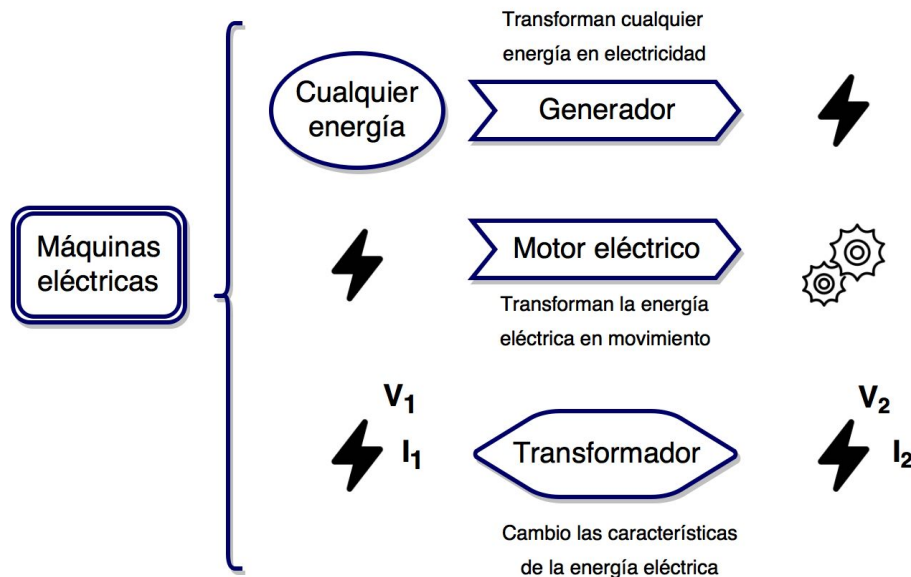 Máquinas
eléctricas
Transforman cualquier
energía en electricidad
Cualquier
energía
Generador
Motor eléctrico
Transforman la energía
eléctrica en movimiento
V1
I1
Transformador
V2
I2
Cambio las características
de la energía eléctrica